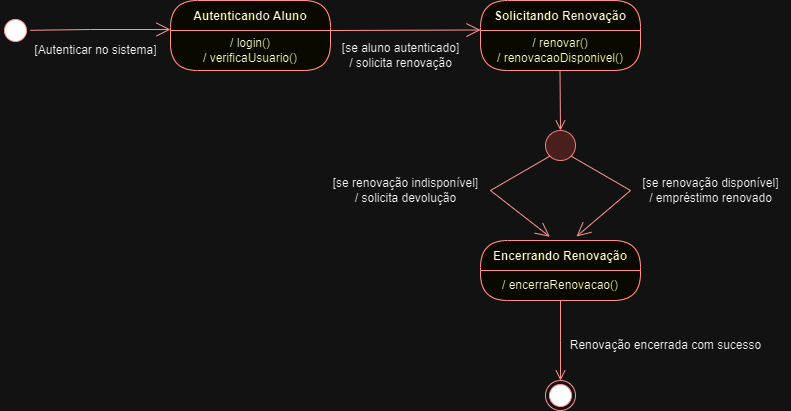 Autenticando Aluno
/ login()
/ verificaUsuario()
[Autenticar no sistema]
[se aluno autenticado]
/ solicita renovação
Solicitando Renovação
/ renovar()
/ renovacaoDisponivel()
[se renovação indisponível]
/ solicita devolução
[se renovação disponível]
/ empréstimo renovado
Encerrando Renovação
/ encerraRenovacao()
Renovação encerrada com sucesso